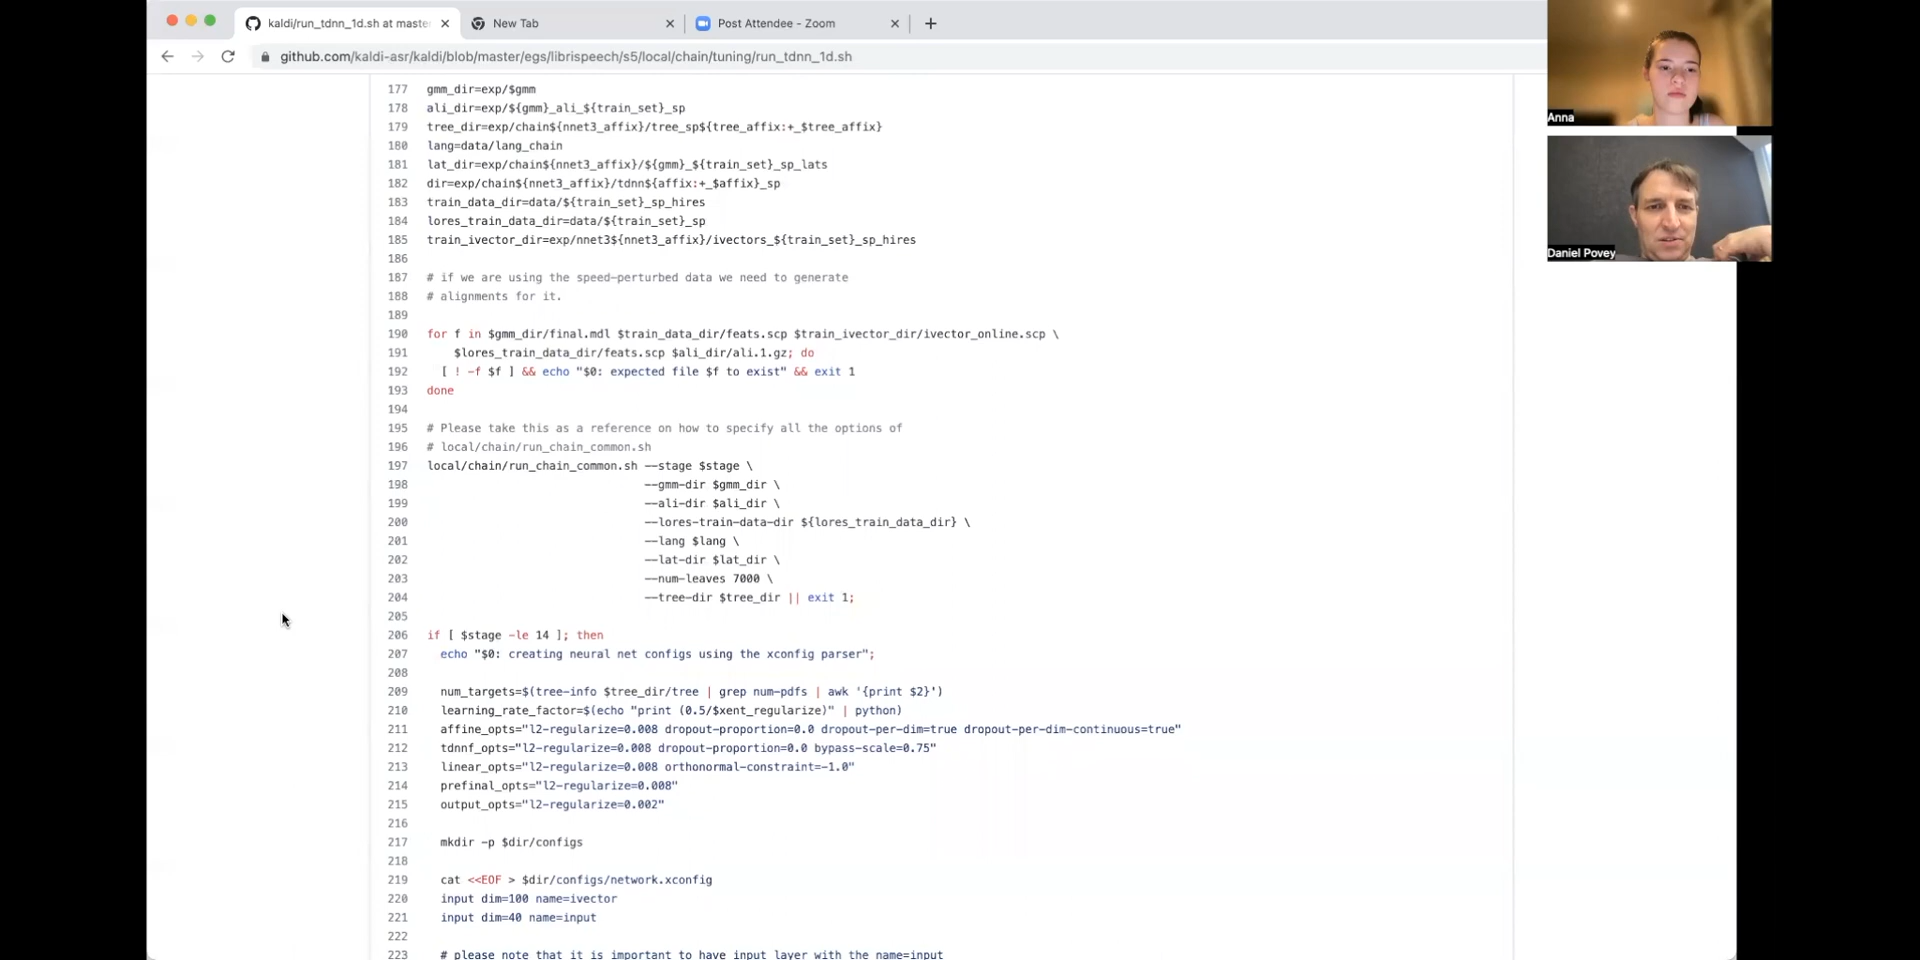 kaldi/run_tdnn_1d.sh at master
New Tab
Post Attendee - Zoom
github.com/kaldi-asr/kaldi/blob/master/egs/librispeech/s5/local/chain/tuning/run_tdnn_1d.sh
Anna
Daniel Povey
177 gmm_dir=exp/$gmm
178 ali_dir=exp/${gmm}_ali_${train_set}_sp
179 tree_dir=exp/chain${nnet3_affix}/tree_sp${tree_affix:+_$tree_affix}
180 lang=data/lang_chain
181 lat_dir=exp/chain${nnet3_affix}/${gmm}_${train_set}_sp_lats
182 dir=exp/chain${nnet3_affix}/tdnn${affix:+_$affix}_sp
183 train_data_dir=data/${train_set}_sp_hires
184 lores_train_data_dir=data/${train_set}_sp
185 train_ivector_dir=exp/nnet3${nnet3_affix}/ivectors_${train_set}_sp_hires
186
187 # if we are using the speed-perturbed data we need to generate
188 # alignments for it.
189
190 for f in $gmm_dir/final.mdl $train_data_dir/feats.scp $train_ivector_dir/ivector_online.scp \
191     $lores_train_data_dir/feats.scp $ali_dir/ali.1.gz; do
192   [ ! -f $f ] && echo "$0: expected file $f to exist" && exit 1
193 done
194
195 # Please take this as a reference on how to specify all the options of
196 # local/chain/run_chain_common.sh
197 local/chain/run_chain_common.sh --stage $stage \
198                                 --gmm-dir $gmm_dir \
199                                 --ali-dir $ali_dir \
200                                 --lores-train-data-dir ${lores_train_data_dir} \
201                                 --lang $lang \
202                                 --lat-dir $lat_dir \
203                                 --num-leaves 7000 \
204                                 --tree-dir $tree_dir || exit 1;
205
206 if [ $stage -le 14 ]; then
207   echo "$0: creating neural net configs using the xconfig parser";
208
209   num_targets=$(tree-info $tree_dir/tree | grep num-pdfs | awk '{print $2}')
210   learning_rate_factor=$(echo "print (0.5/$xent_regularize)" | python)
211   affine_opts="l2-regularize=0.008 dropout-proportion=0.0 dropout-per-dim=true dropout-per-dim-continuous=true"
212   tdnnf_opts="l2-regularize=0.008 dropout-proportion=0.0 bypass-scale=0.75"
213   linear_opts="l2-regularize=0.008 orthonormal-constraint=-1.0"
214   prefinal_opts="l2-regularize=0.008"
215   output_opts="l2-regularize=0.002"
216
217   mkdir -p $dir/configs
218
219   cat <<EOF > $dir/configs/network.xconfig
220   input dim=100 name=ivector
221   input dim=40 name=input
222
223   # please note that it is important to have input layer with the name=input